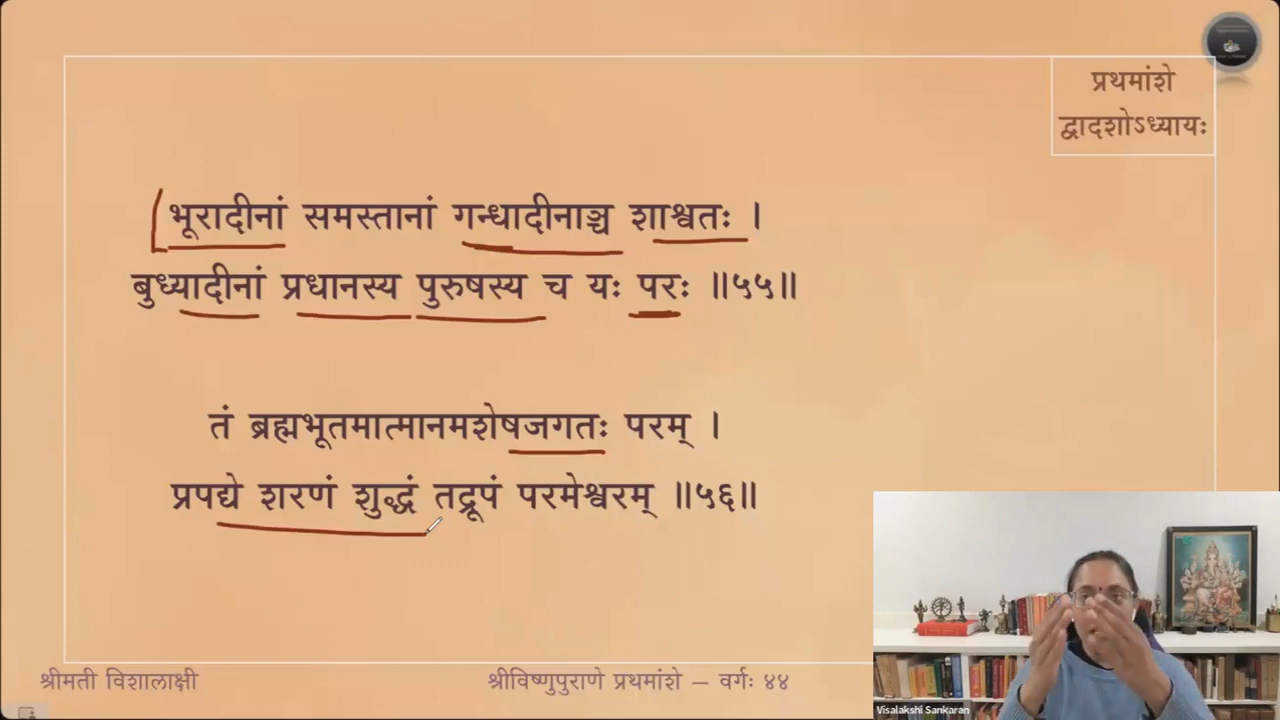 प्रथमांशे
द्वादशोऽध्यायः
भूरादीनां समस्तानां गन्धादीनाञ्च शाश्वतः ।
बुध्यादीनां प्रधानस्य पुरुषस्य च यः परः ॥५५॥
तं ब्रह्मभूतमात्मानमशेषजगतः परम् ।
प्रपद्ये शरणं शुद्धं तद्रूपं परमेश्वरम् ॥५६॥
श्रीमती विशालाक्षी
श्रीविष्णुपुराणे प्रथमांशे – वर्गः ४४
Visalakshi Sankaran